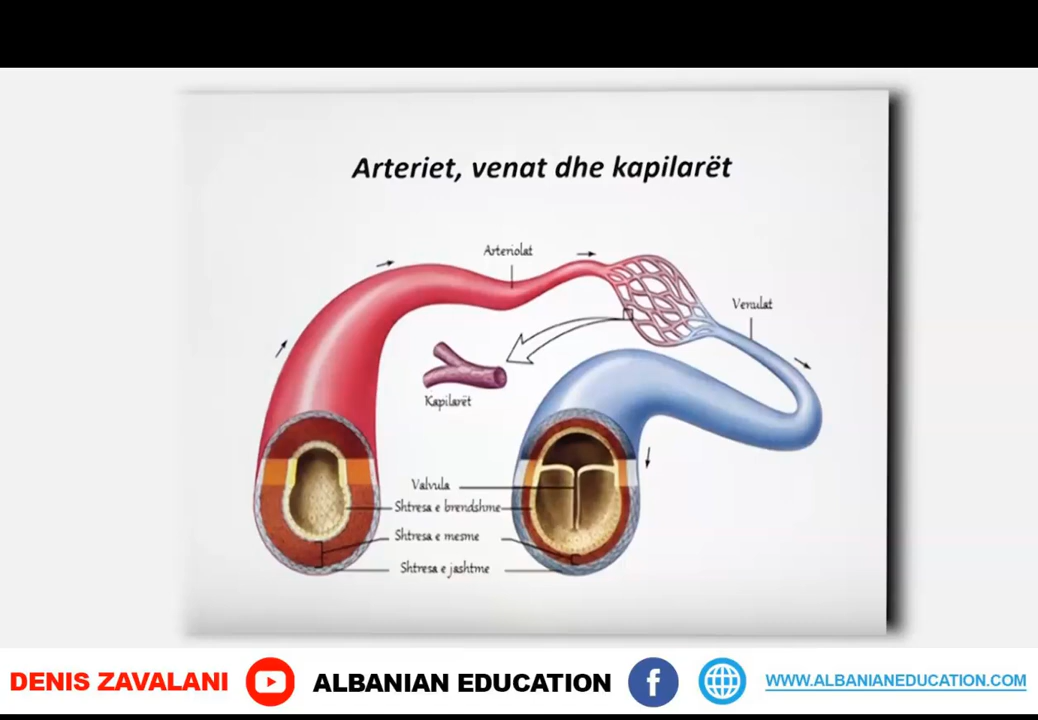 Arteriet, venat dhe kapilarët
Arteriolat
Venulat
Kapilarët
Valvula
Shtresa e brendshme
Shtresa e mesme
Shtresa e jashtme
DENIS ZAVALANI
ALBANIAN EDUCATION
WWW.ALBANIANEDUCATION.COM